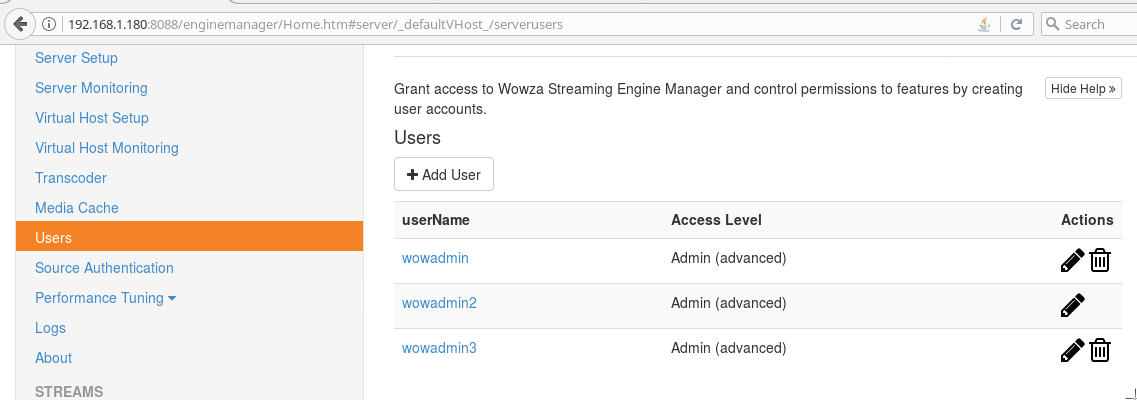 192.168.1.180:8088/enginemanager/Home.htm#server/_defaultVHost_/serverusers
Search
Server Setup
Server Monitoring
Virtual Host Setup
Virtual Host Monitoring
Transcoder
Media Cache
Users
Source Authentication
Performance Tuning
Logs
About
STREAMS
Grant access to Wowza Streaming Engine Manager and control permissions to features by creating
user accounts.
Hide Help »
Users
+ Add User
userName Access Level Actions
wowadmin Admin (advanced)
wowadmin2 Admin (advanced)
wowadmin3 Admin (advanced)